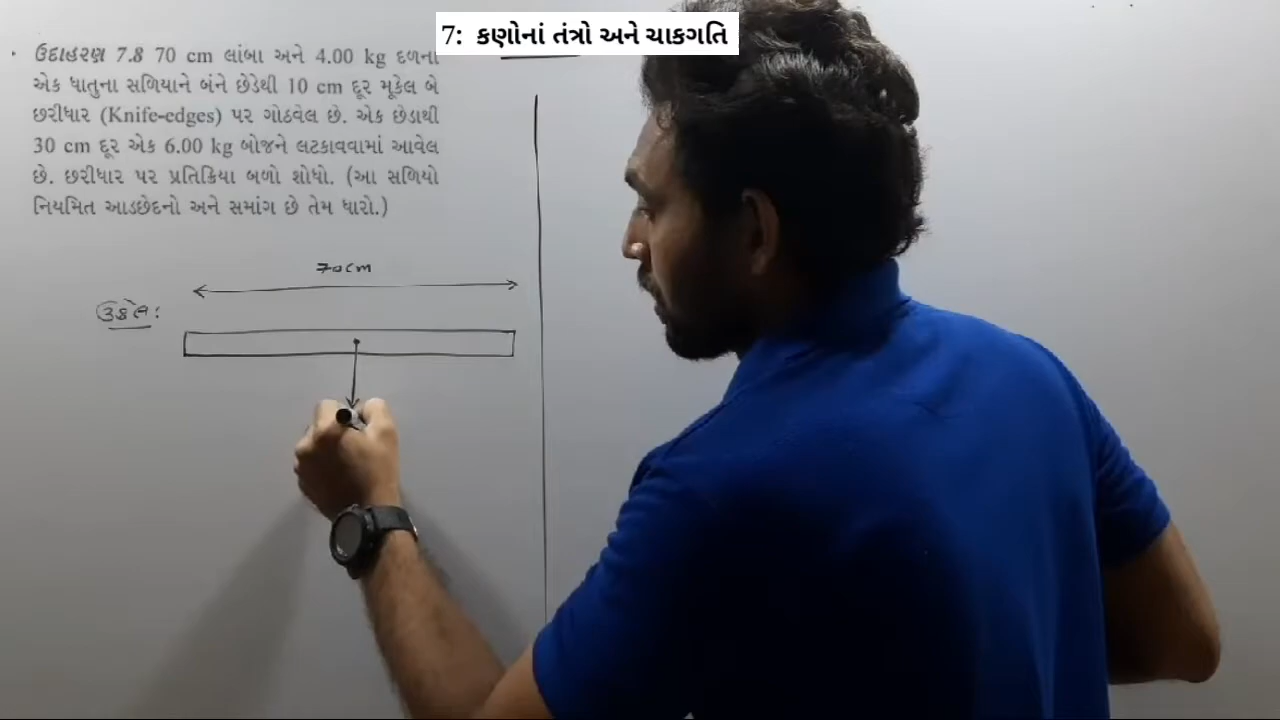 7: કણોનાં તંત્રો અને ચાકગતિ
ઉદાહરણ 7.8 70 cm લાંબા અને 4.00 kg દળના
એક ધાતુના સળિયાને બંને છેડેથી 10 cm દૂર મૂકેલ બે
છરીધાર (Knife-edges) પર ગોઠવેલ છે. એક છેડાથી
30 cm દૂર એક 6.00 kg બોજને લટકાવવામાં આવેલ
છે. છરીધાર પર પ્રતિક્રિયા બળો શોધો. (આ સળિયો
નિયમિત આડછેદનો અને સમાંગ છે તેમ ધારો.)
70cm
ઉકેલ: